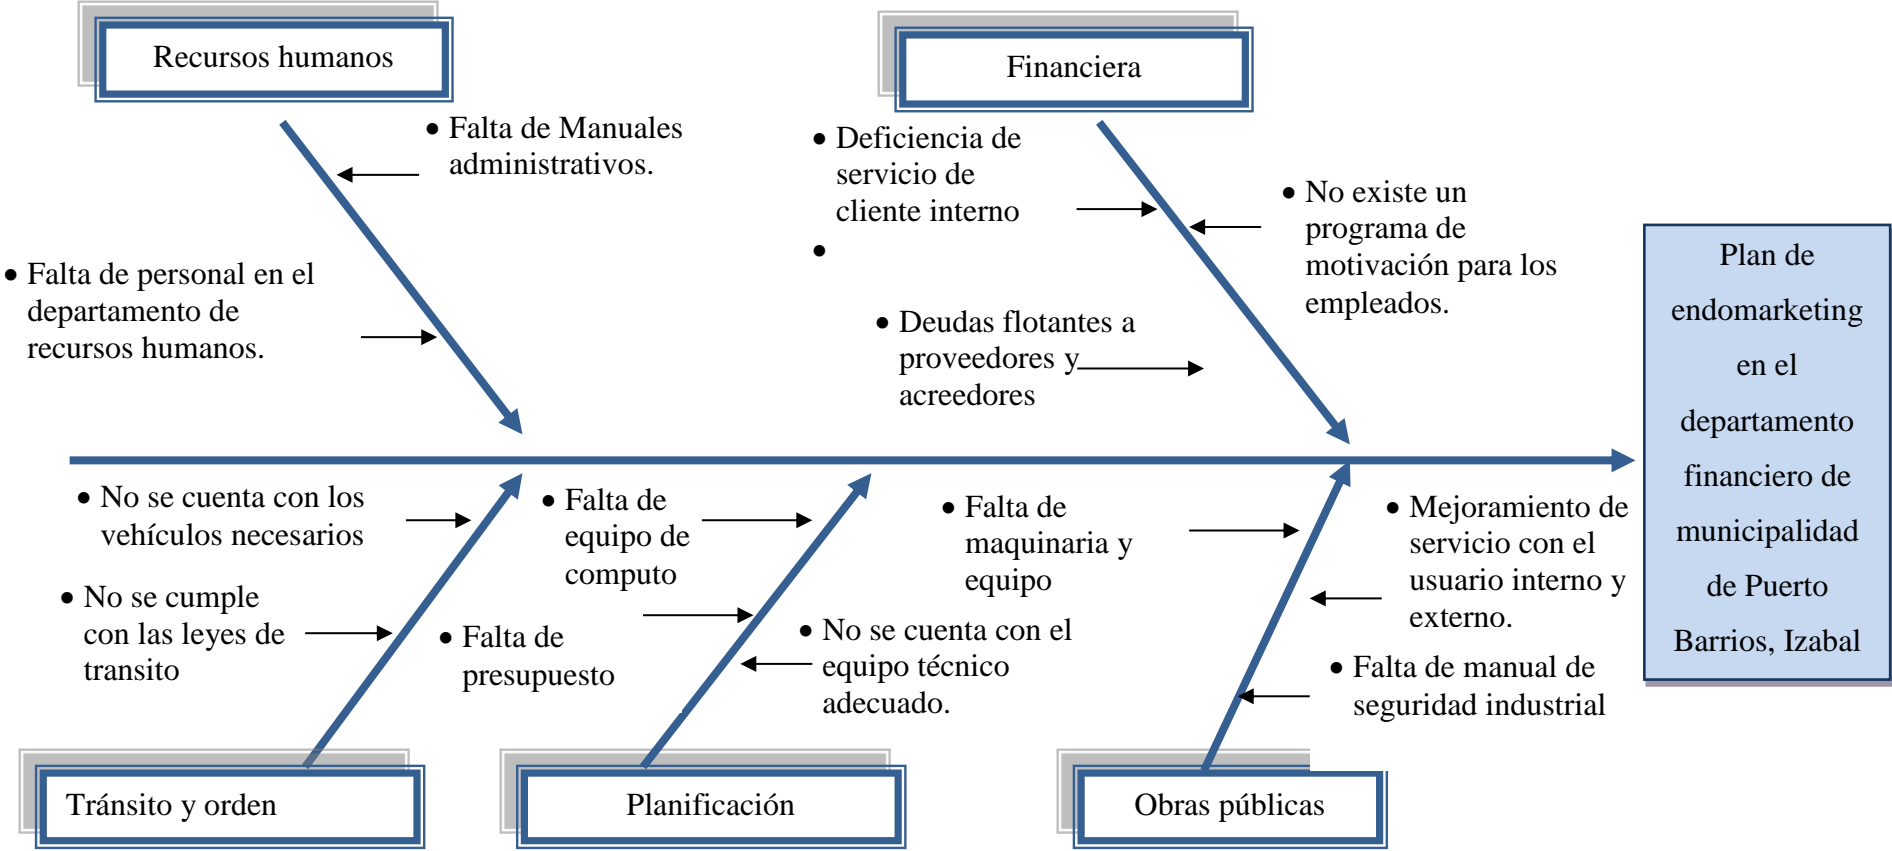 Recursos humanos
Financiera
• Falta de Manuales
administrativos.
• Falta de personal en el
departamento de
recursos humanos.
• Deficiencia de
servicio de
cliente interno
•
• No existe un
programa de
motivación para los
empleados.
• Deudas flotantes a
proveedores y
acreedores
Plan de
endomarketing
en el
departamento
financiero de
municipalidad
de Puerto
Barrios, Izabal
• No se cuenta con los
vehículos necesarios
• No se cumple
con las leyes de
transito
• Falta de
equipo de
computo
• Falta de
presupuesto
• No se cuenta con el
equipo técnico
adecuado.
• Falta de
maquinaria y
equipo
• Mejoramiento de
servicio con el
usuario interno y
externo.
• Falta de manual de
seguridad industrial
Tránsito y orden
Planificación
Obras públicas